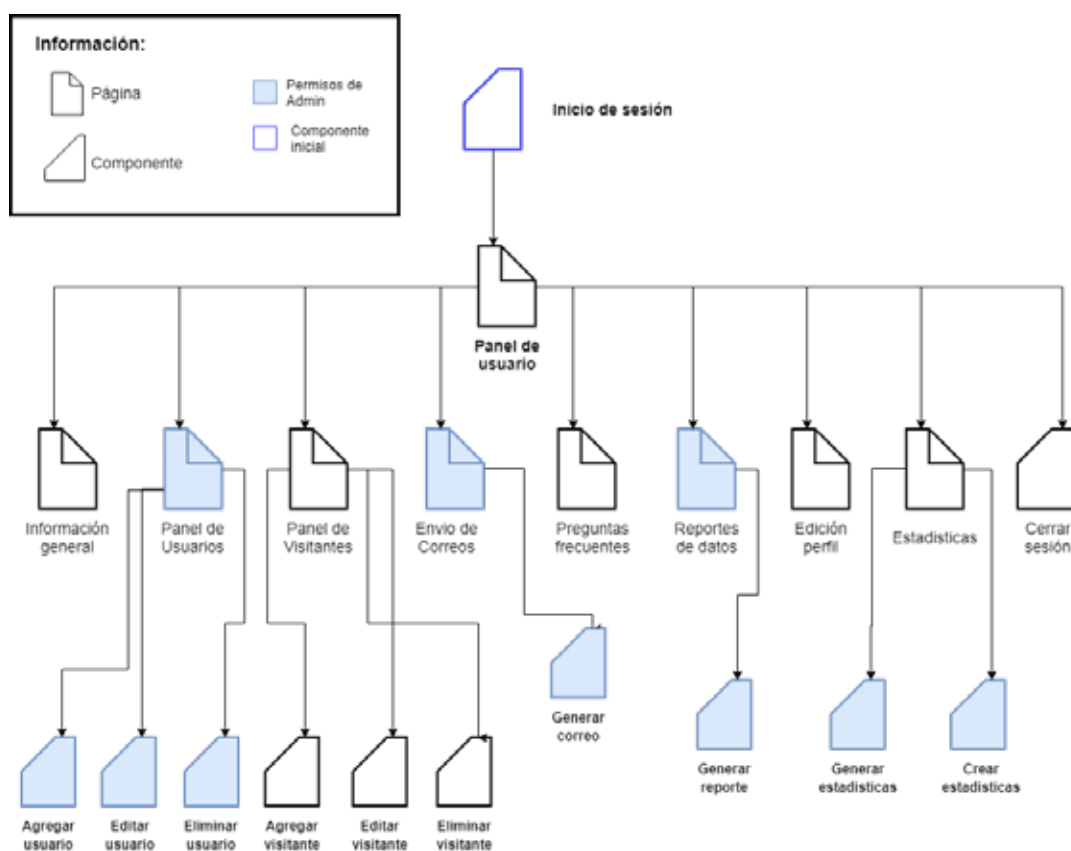 Información:
Página
Permisos de
Admin
Componente
Componente
inicial
Inicio de sesión
Panel de
usuario
Información
general
Panel de
Usuarios
Panel de
Visitantes
Envio de
Correos
Preguntas
frecuentes
Reportes
de datos
Edición
perfil
Estadisticas
Cerrar
sesión
Generar
correo
Generar
reporte
Generar
estadisticas
Crear
estadisticas
Agregar
usuario
Editar
usuario
Eliminar
usuario
Agregar
visitante
Editar
visitante
Eliminar
visitante